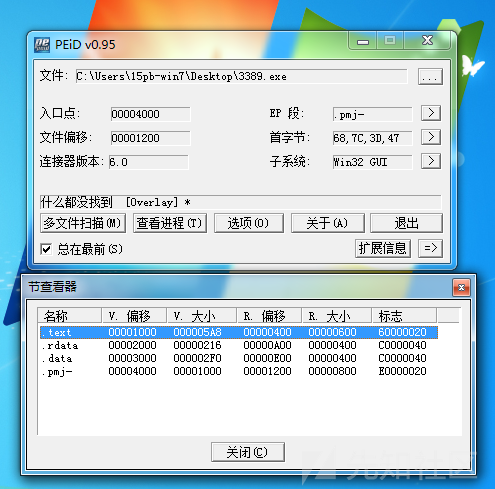 PEiD v0.95
文件: C:\Users\15pb-win7\Desktop\3389.exe ...
入口点: 00004000 EP 段: .pmj- >
文件偏移: 00001200 首字节: 68,7C,3D,47 >
连接器版本: 6.0 子系统: Win32 GUI >
什么都没找到 [Overlay] *
多文件扫描(M) 查看进程(T) 选项(O) 关于(A) 退出
总在最前(S) 扩展信息 =>
节查看器
名称 V. 偏移 V. 大小 R. 偏移 R. 大小 标志
.text 00001000 000005A8 00000400 00000600 60000020
.rdata 00002000 00000216 00000A00 00000400 C0000040
.data 00003000 000002F0 00000E00 00000400 C0000040
.pmj- 00004000 00001000 00001200 00000800 E0000020
关闭(C)
先知社区